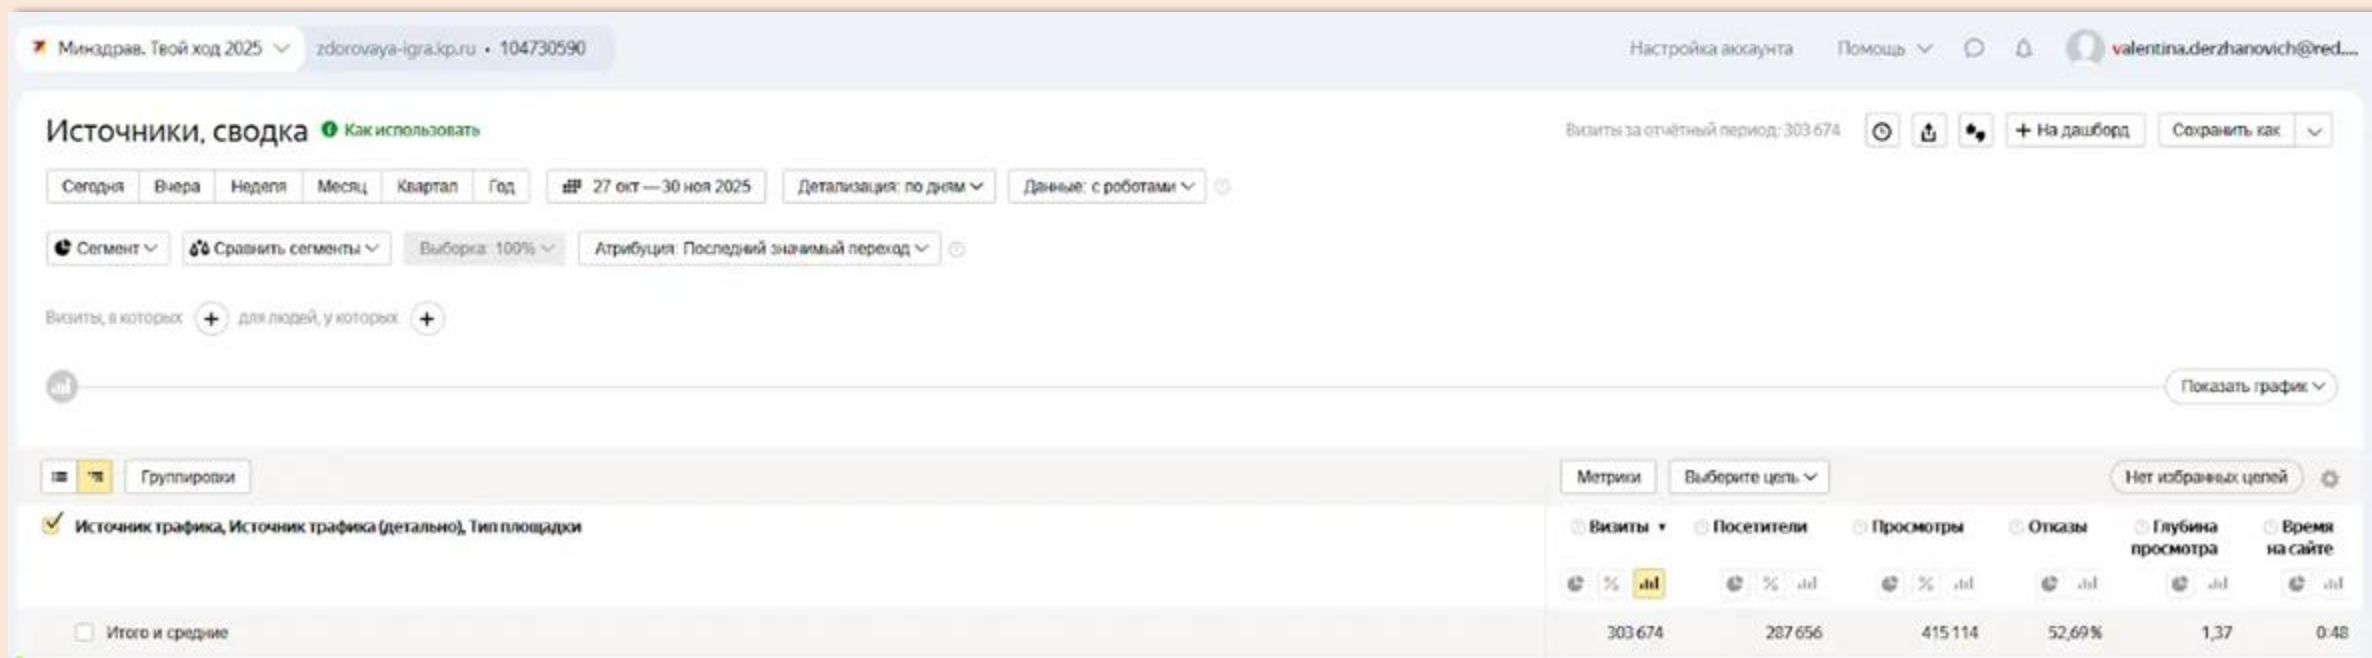 Минздрав. Твой ход 2025 zdorovaya-igra.kp.ru • 104730590 Настройка аккаунта Помощь valentina.derzhanovich@red....
Источники, сводка Как использовать Визиты за отчётный период: 303 674 + На дашборд Сохранить как
Сегодня Вчера Неделя Месяц Квартал Год 27 окт — 30 ноя 2025 Детализация: по дням Данные: с роботами
Сегмент Сравнить сегменты Выборка: 100% Атрибуция: Последний значимый переход
Визиты, в которых + для людей, у которых +
Показать график
Группировки Метрики Выберите цель Нет избранных целей
Источник трафика, Источник трафика (детально), Тип площадки Визиты Посетители Просмотры Отказы Глубина просмотра Время на сайте
% % %
Итого и средние 303 674 287 656 415 114 52,69% 1,37 0:48